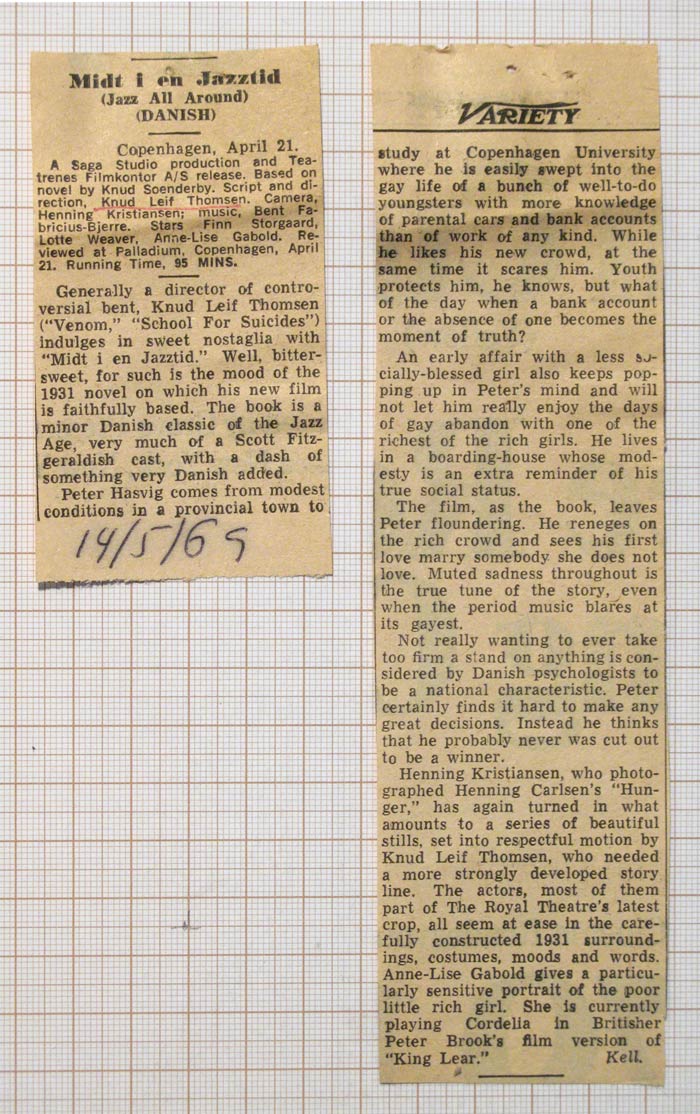 Midt i en Jazztid
(Jazz All Around)
(DANISH)
Copenhagen, April 21.
A Saga Studio production and Tea-
trenes Filmkontor A/S release. Based on
novel by Knud Soenderby. Script and di-
rection, Knud Leif Thomsen. Camera,
Henning Kristiansen; music, Bent Fa-
bricius-Bjerre. Stars Finn Storgaard,
Lotte Weaver, Anne-Lise Gabold. Re-
viewed at Palladium, Copenhagen, April
21. Running Time, 95 MINS.
Generally a director of contro-
versial bent, Knud Leif Thomsen
("Venom," "School For Suicides")
indulges in sweet nostaglia with
"Midt i en Jazztid." Well, bitter-
sweet, for such is the mood of the
1931 novel on which his new film
is faithfully based. The book is a
minor Danish classic of the Jazz
Age, very much of a Scott Fitz-
geraldish cast, with a dash of
something very Danish added.
Peter Hasvig comes from modest
conditions in a provincial town to
14/5/69
VARIETY
study at Copenhagen University
where he is easily swept into the
gay life of a bunch of well-to-do
youngsters with more knowledge
of parental cars and bank accounts
than of work of any kind. While
he likes his new crowd, at the
same time it scares him. Youth
protects him, he knows, but what
of the day when a bank account
or the absence of one becomes the
moment of truth?
An early affair with a less so-
cially-blessed girl also keeps pop-
ping up in Peter's mind and will
not let him really enjoy the days
of gay abandon with one of the
richest of the rich girls. He lives
in a boarding-house whose mod-
esty is an extra reminder of his
true social status.
The film, as the book, leaves
Peter floundering. He reneges on
the rich crowd and sees his first
love marry somebody she does not
love. Muted sadness throughout is
the true tune of the story, even
when the period music blares at
its gayest.
Not really wanting to ever take
too firm a stand on anything is con-
sidered by Danish psychologists to
be a national characteristic. Peter
certainly finds it hard to make any
great decisions. Instead he thinks
that he probably never was cut out
to be a winner.
Henning Kristiansen, who photo-
graphed Henning Carlsen's "Hun-
ger," has again turned in what
amounts to a series of beautiful
stills, set into respectful motion by
Knud Leif Thomsen, who needed
a more strongly developed story
line. The actors, most of them
part of The Royal Theatre's latest
crop, all seem at ease in the care-
fully constructed 1931 surround-
ings, costumes, moods and words.
Anne-Lise Gabold gives a particu-
larly sensitive portrait of the poor
little rich girl. She is currently
playing Cordelia in Britisher
Peter Brook's film version of
"King Lear." Kell.